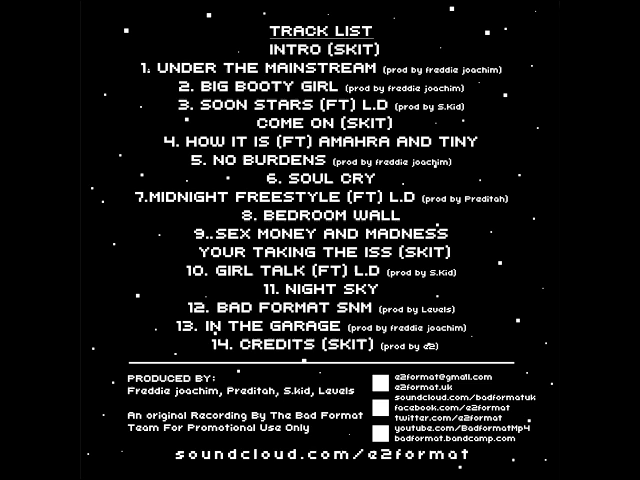 TRACK LIST
INTRO (SKIT)
1. UNDER THE MAINSTREAM (prod by freddie joachim)
2. BIG BOOTY GIRL (prod by freddie joachim)
3. SOON STARS (FT) L.D (prod by S.Kid)
COME ON (SKIT)
4. HOW IT IS (FT) AMAHRA AND TINY
5. NO BURDENS (prod by freddie joachim)
6. SOUL CRY
7.MIDNIGHT FREESTYLE (FT) L.D (prod by Preditah)
8. BEDROOM WALL
9..SEX MONEY AND MADNESS
YOUR TAKING THE ISS (SKIT)
10. GIRL TALK (FT) L.D (prod by S.Kid)
11. NIGHT SKY
12. BAD FORMAT SNM (prod by Levels)
13. IN THE GARAGE (prod by freddie joachim)
14. CREDITS (SKIT) (prod by e2)
PRODUCED BY:
Freddie joachim, Preditah, S.kid, Levels
An original Recording By The Bad Format
Team For Promotional Use Only
e2format@gmail.com
e2format.uk
soundcloud.com/badformatuk
facebook.com/e2format
twitter.com/e2format
youtube.com/BadformatMp4
badformat.bandcamp.com
soundcloud.com/e2format